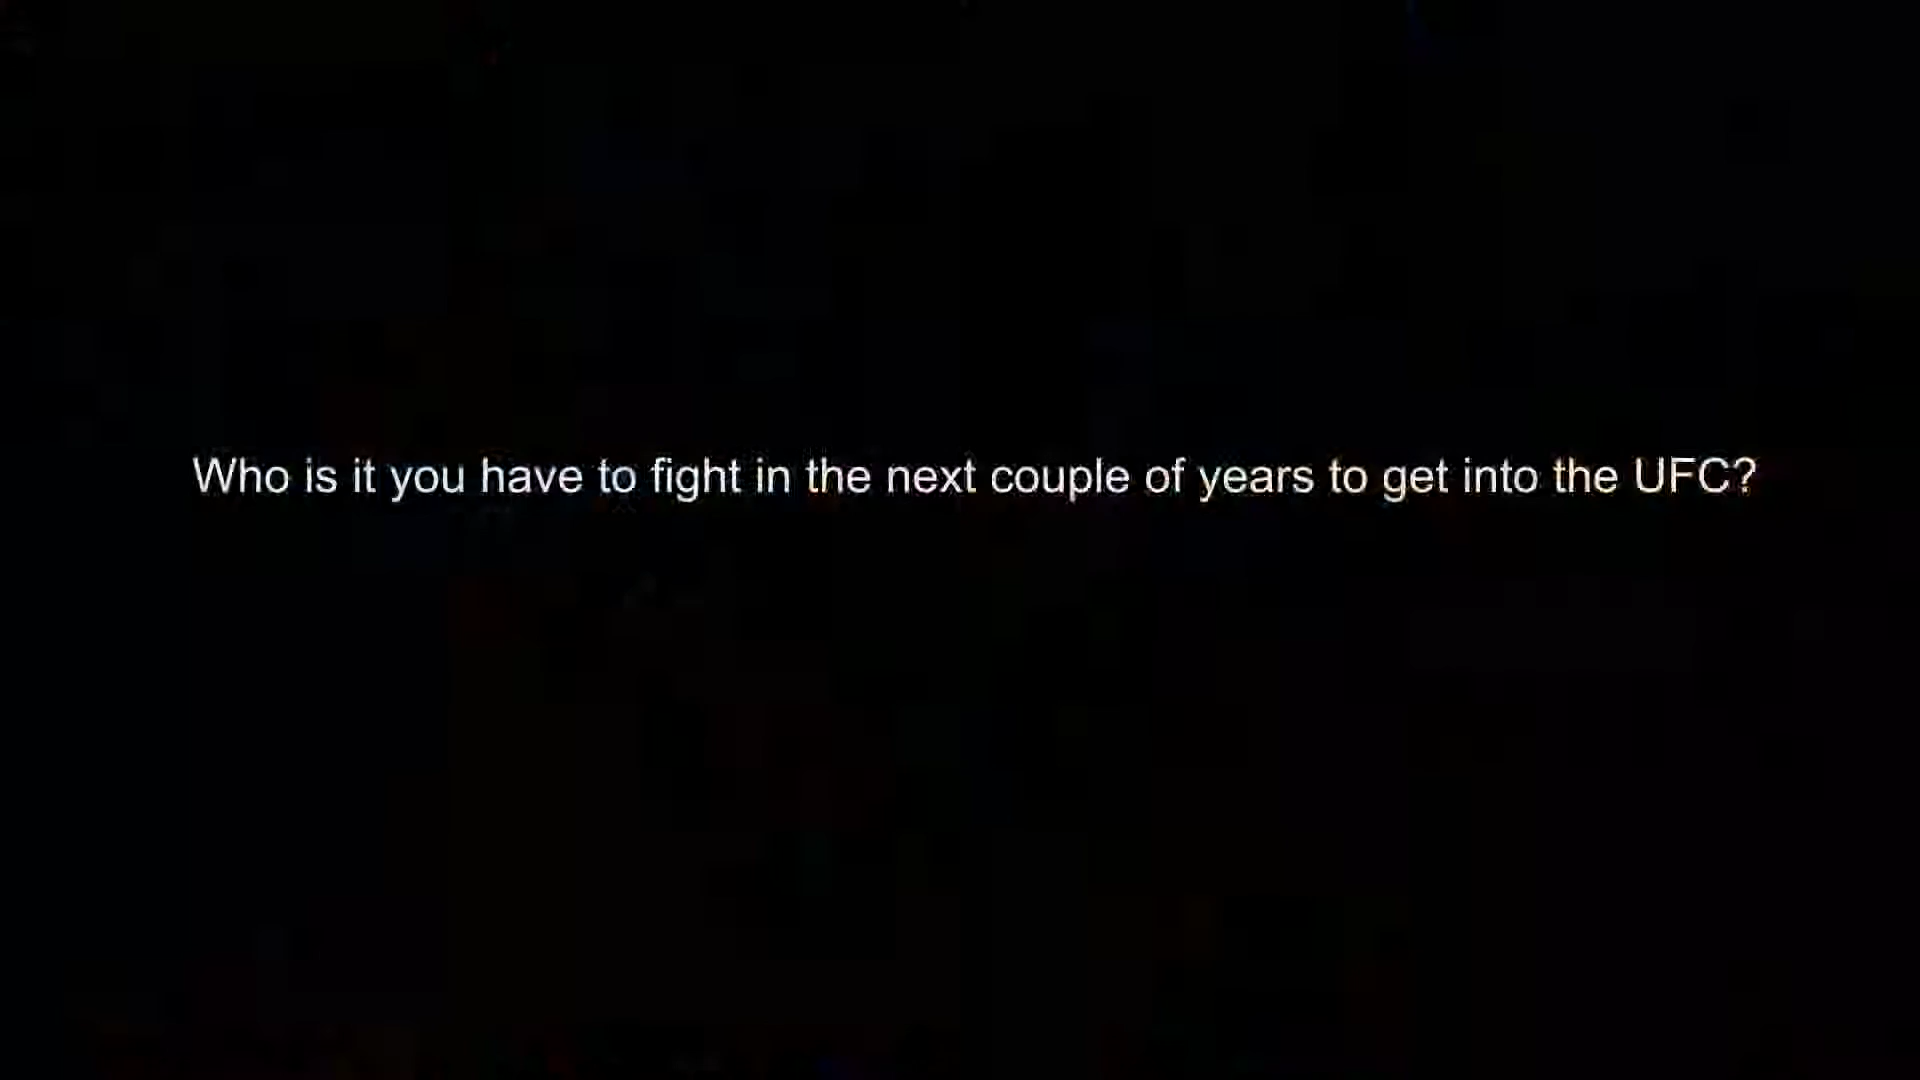 Who is it you have to fight in the next couple of years to get into the UFC?